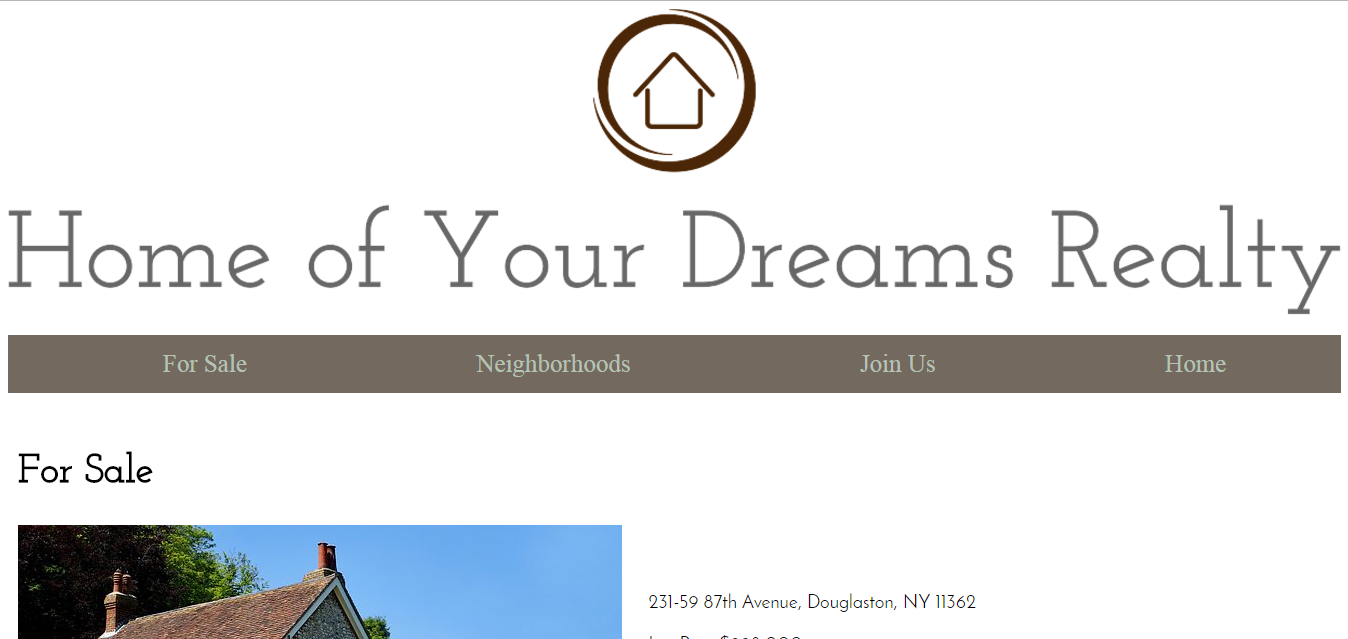 Home of Your Dreams Realty
For Sale Neighborhoods Join Us Home
For Sale
231-59 87th Avenue, Douglaston, NY 11362